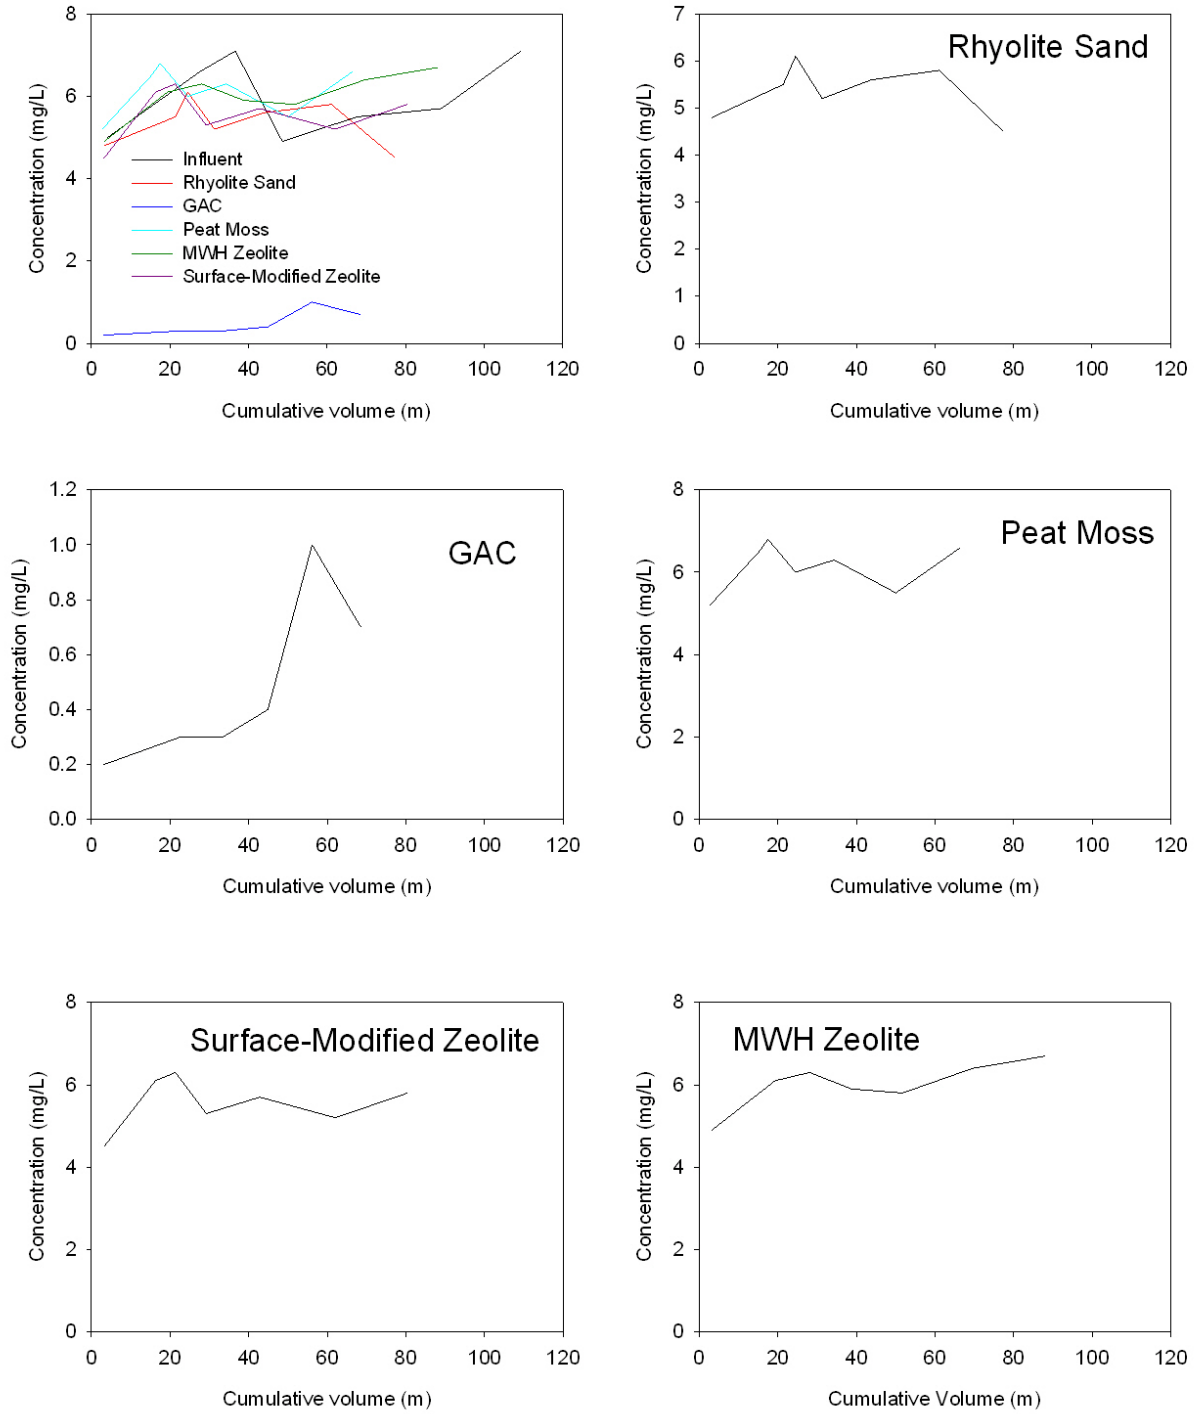 8
6
4
2
0
Concentration (mg/L)
Influent
Rhyolite Sand
GAC
Peat Moss
MWH Zeolite
Surface-Modified Zeolite
0 20 40 60 80 100 120
Cumulative volume (m)
7
6
5
4
3
2
1
0
Concentration (mg/L)
Rhyolite Sand
0 20 40 60 80 100 120
Cumulative volume (m)
1.2
1.0
0.8
0.6
0.4
0.2
0.0
Concentration (mg/L)
GAC
0 20 40 60 80 100 120
Cumulative volume (m)
8
6
4
2
0
Concentration (mg/L)
Peat Moss
0 20 40 60 80 100 120
Cumulative volume (m)
8
6
4
2
0
Concentration (mg/L)
Surface-Modified Zeolite
0 20 40 60 80 100 120
Cumulative volume (m)
8
6
4
2
0
Concentration (mg/L)
MWH Zeolite
0 20 40 60 80 100 120
Cumulative Volume (m)